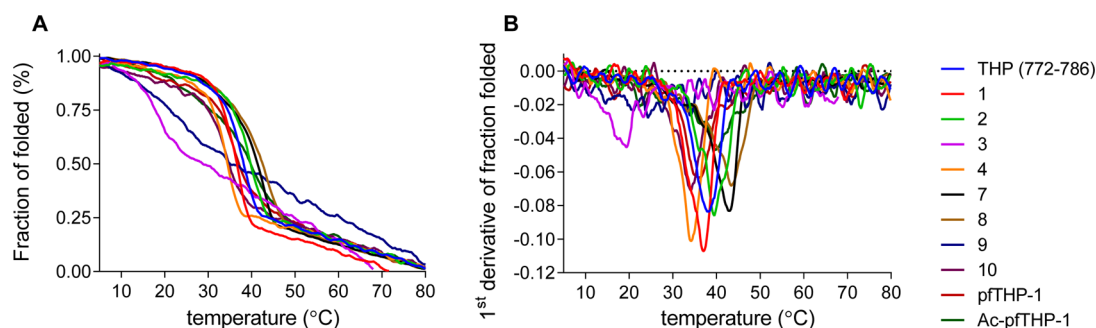 A
Fraction of folded (%)
1.00
0.75
0.50
0.25
0.00
10 20 30 40 50 60 70 80
temperature (°C)
B
1st derivative of fraction folded
0.00
-0.02
-0.04
-0.06
-0.08
-0.10
-0.12
10 20 30 40 50 60 70 80
temperature (°C)
THP (772-786)
1
2
3
4
7
8
9
10
pfTHP-1
Ac-pfTHP-1